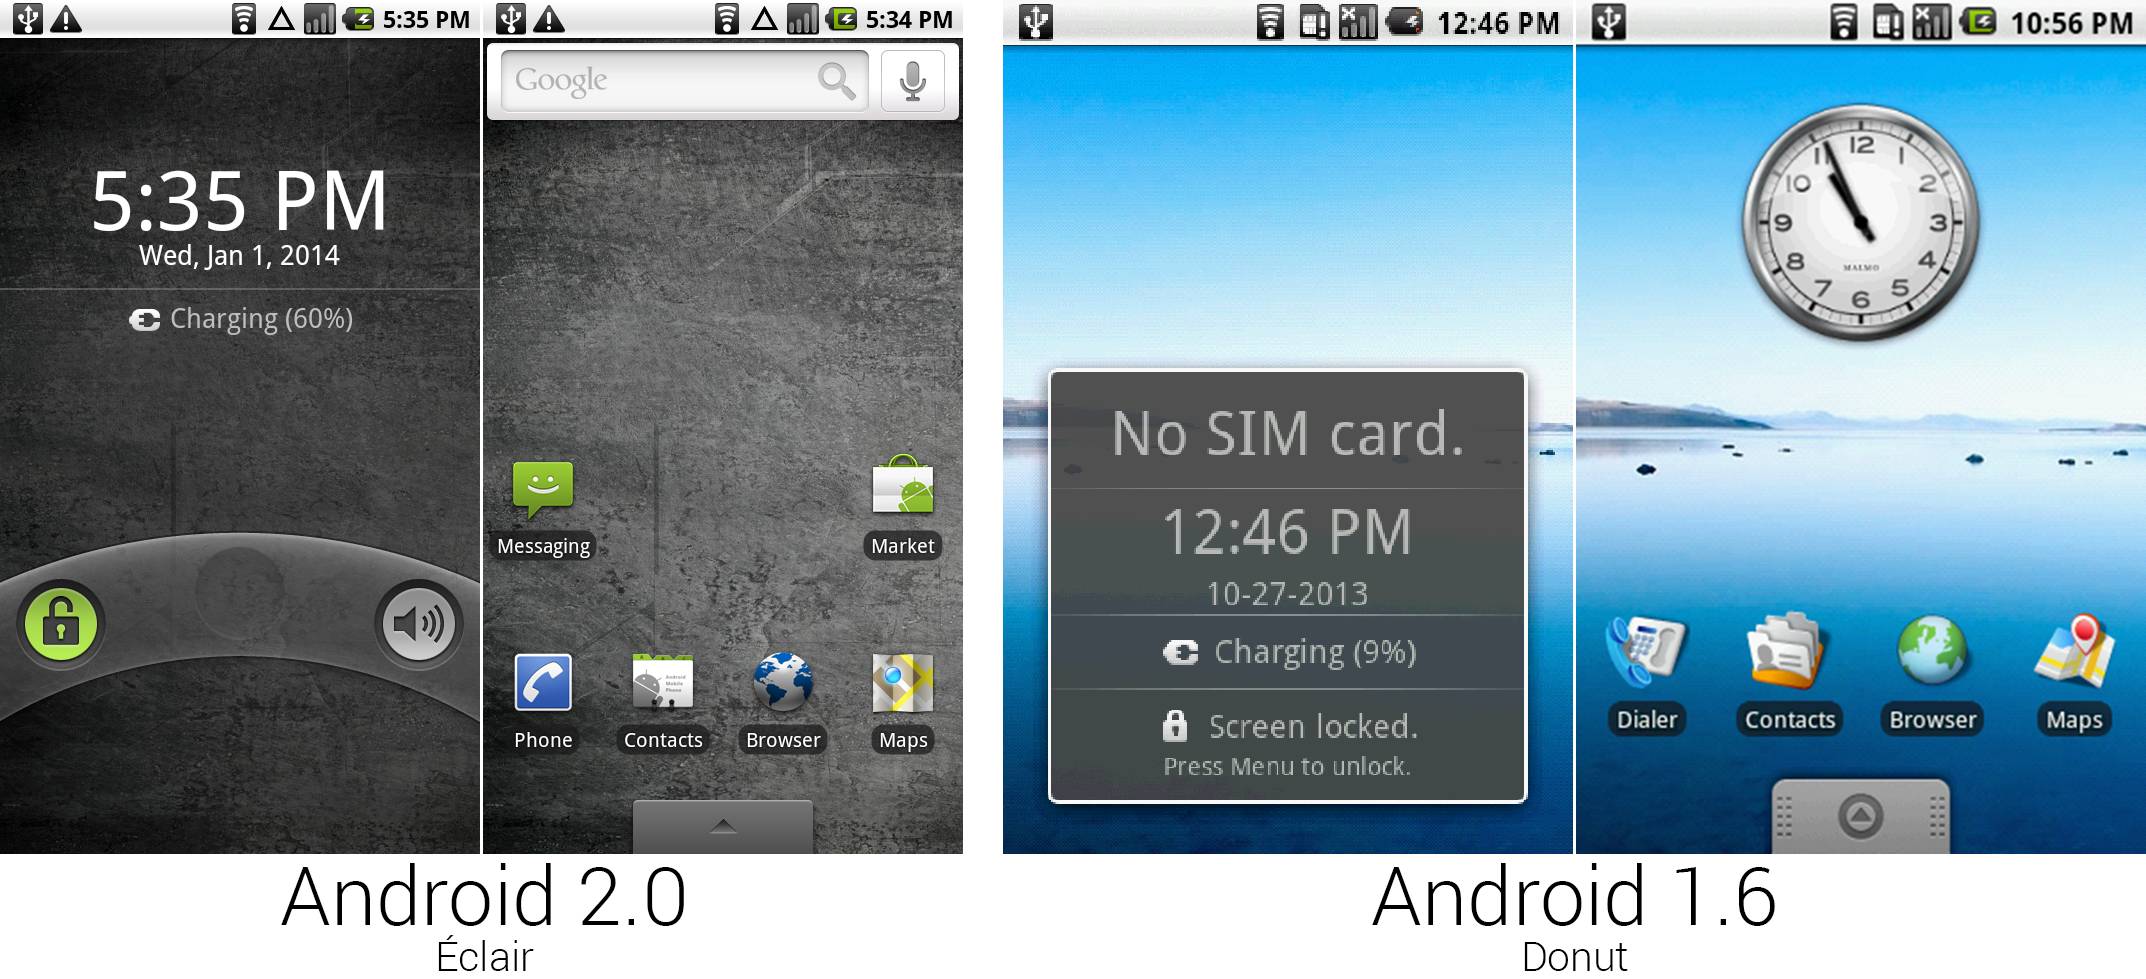 5:35 PM
5:35 PM
Wed, Jan 1, 2014
Charging (60%)
5:34 PM
Google
Messaging
Market
Android
Mobile
Phone
Phone
Contacts
Browser
Maps
Android 2.0
Éclair
12:46 PM
No SIM card.
12:46 PM
10-27-2013
Charging (9%)
Screen locked.
Press Menu to unlock.
10:56 PM
12
1
2
3
4
5
6
7
8
9
10
11
MALMO
Dialer
Contacts
Browser
Maps
Android 1.6
Donut